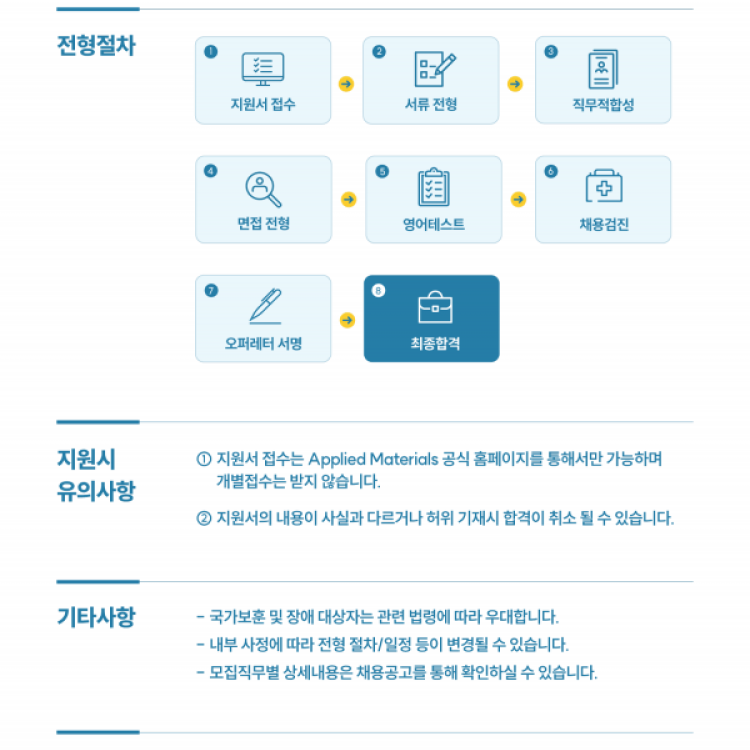 전형절차
1
지원서 접수
2
서류 전형
3
직무적합성
4
면접 전형
5
영어테스트
6
채용검진
7
오퍼레터 서명
8
최종합격
지원시
유의사항
① 지원서 접수는 Applied Materials 공식 홈페이지를 통해서만 가능하며
개별접수는 받지 않습니다.
② 지원서의 내용이 사실과 다르거나 허위 기재시 합격이 취소 될 수 있습니다.
기타사항
- 국가보훈 및 장애 대상자는 관련 법령에 따라 우대합니다.
- 내부 사정에 따라 전형 절차/일정 등이 변경될 수 있습니다.
- 모집직무별 상세내용은 채용공고를 통해 확인하실 수 있습니다.